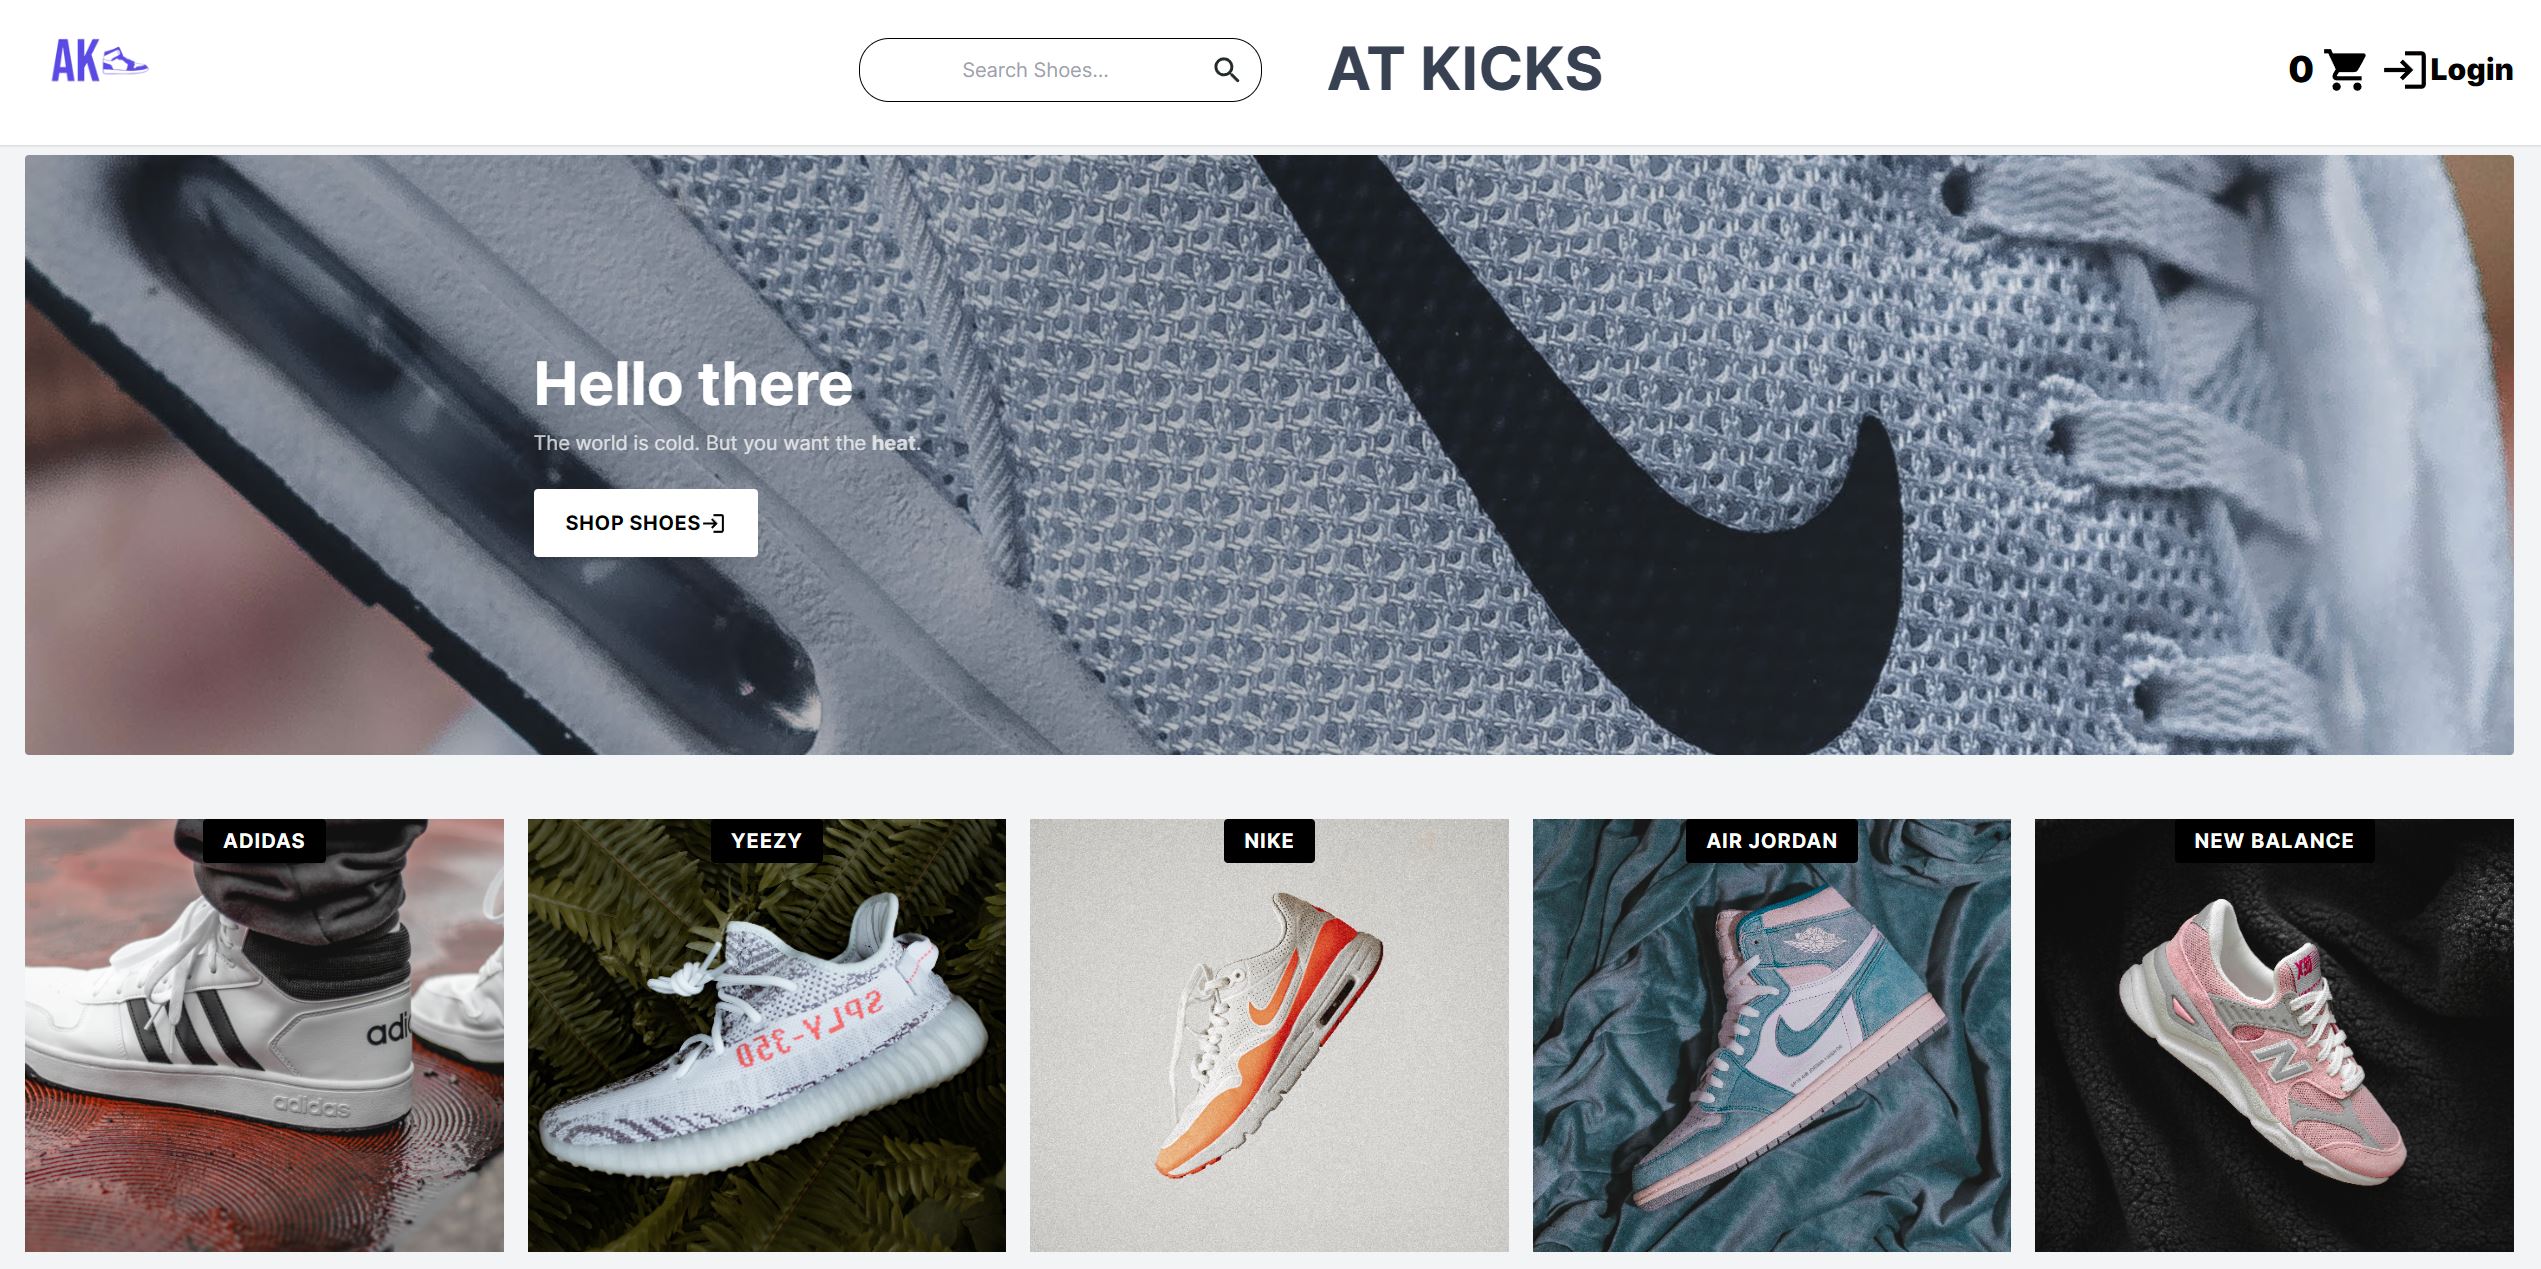 AK
Search Shoes...
AT KICKS
0
Login
Hello there
The world is cold. But you want the heat.
SHOP SHOES
ADIDAS
YEEZY
NIKE
AIR JORDAN
NEW BALANCE
adi
adidas
SPLY-350
X90
N